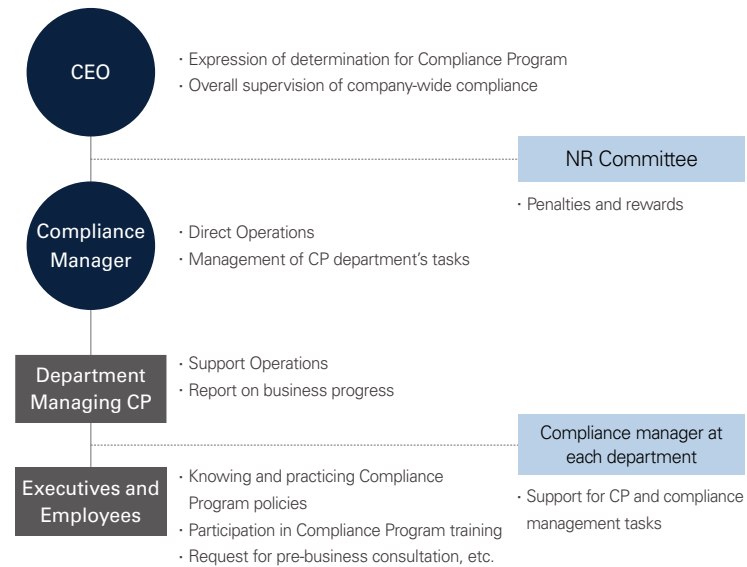 CEO
· Expression of determination for Compliance Program
· Overall supervision of company-wide compliance
NR Committee
· Penalties and rewards
Compliance
Manager
· Direct Operations
· Management of CP department's tasks
Department
Managing CP
· Support Operations
· Report on business progress
Compliance manager at
each department
· Support for CP and compliance
management tasks
Executives and
Employees
· Knowing and practicing Compliance
Program policies
· Participation in Compliance Program training
· Request for pre-business consultation, etc.